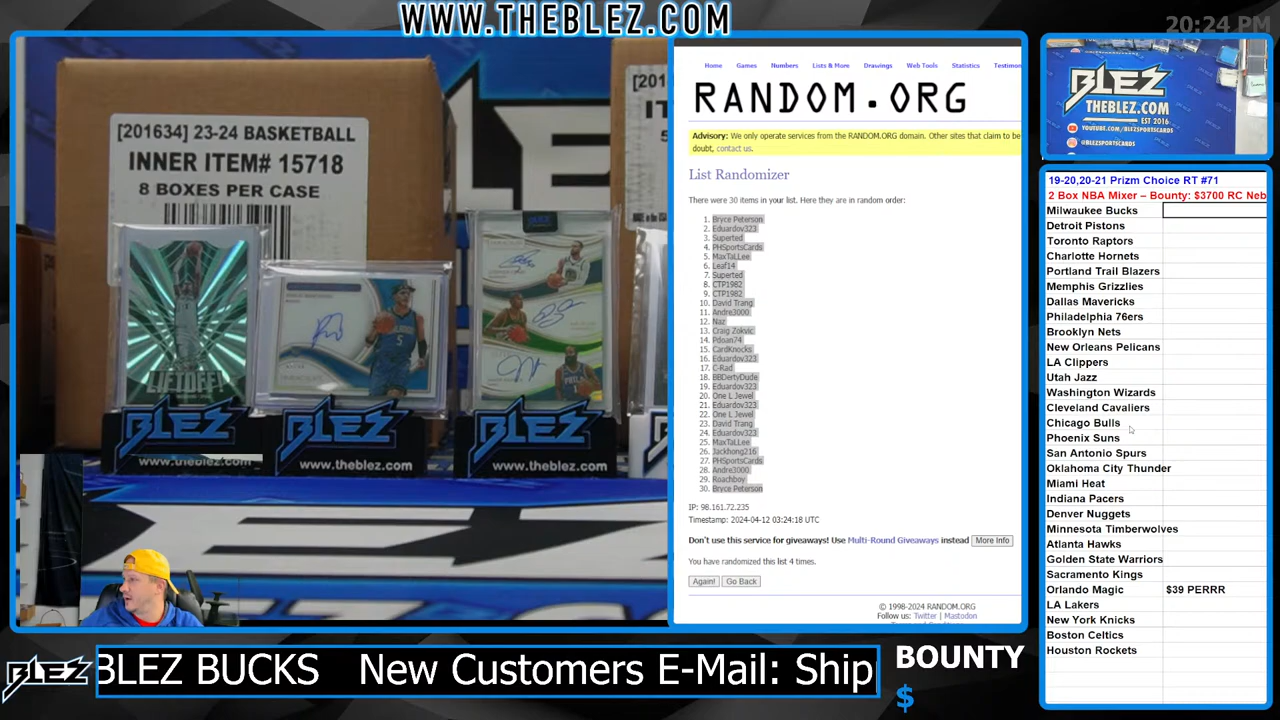 WWW.THEBLEZ.COM
20:24 PM
[201634] 23-24 BASKETBALL
INNER ITEM# 15718
8 BOXES PER CASE
LIFTOFF
BLEZ
www.theblez.com
BLEZ
www.theblez.com
BLEZ
www.theblez.com
Home Games Numbers Lists & More Drawings Web Tools Statistics Testimon
RANDOM.ORG
Advisory: We only operate services from the RANDOM.ORG domain. Other sites that claim to be
doubt, contact us.
List Randomizer
There were 30 items in your list. Here they are in random order:
1. Bryce Peterson
2. Eduardov323
3. Superted
4. PHSportsCards
5. MaxTaLLee
6. Leaf14
7. Superted
8. CTP1982
9. CTP1982
10. David Trang
11. Andre3000
12. Naz
13. Craig Zokvic
14. Pdoan74
15. CardKnocks
16. Eduardov323
17. C-Rad
18. BBDertyDude
19. Eduardov323
20. One L Jewel
21. Eduardov323
22. One L Jewel
23. David Trang
24. Eduardov323
25. MaxTaLLee
26. Jackhong216
27. PHSportsCards
28. Andre3000
29. Roachboy
30. Bryce Peterson
IP: 98.161.72.235
Timestamp: 2024-04-12 03:24:18 UTC
Don't use this service for giveaways! Use Multi-Round Giveaways instead More Info
You have randomized this list 4 times.
Again! Go Back
© 1998-2024 RANDOM.ORG
Follow us: Twitter | Mastodon
BLEZ
THEBLEZ.COM
EST 2016
YOUTUBE.COM/BLEZSPORTSCARDS
@BLEZSPORTSCARDS
19-20,20-21 Prizm Choice RT #71
2 Box NBA Mixer – Bounty: $3700 RC Neb
Milwaukee Bucks
Detroit Pistons
Toronto Raptors
Charlotte Hornets
Portland Trail Blazers
Memphis Grizzlies
Dallas Mavericks
Philadelphia 76ers
Brooklyn Nets
New Orleans Pelicans
LA Clippers
Utah Jazz
Washington Wizards
Cleveland Cavaliers
Chicago Bulls
Phoenix Suns
San Antonio Spurs
Oklahoma City Thunder
Miami Heat
Indiana Pacers
Denver Nuggets
Minnesota Timberwolves
Atlanta Hawks
Golden State Warriors
Sacramento Kings
Orlando Magic $39 PERRR
LA Lakers
New York Knicks
Boston Celtics
Houston Rockets
BLEZ
BLEZ BUCKS New Customers E-Mail: Ship
BOUNTY
$